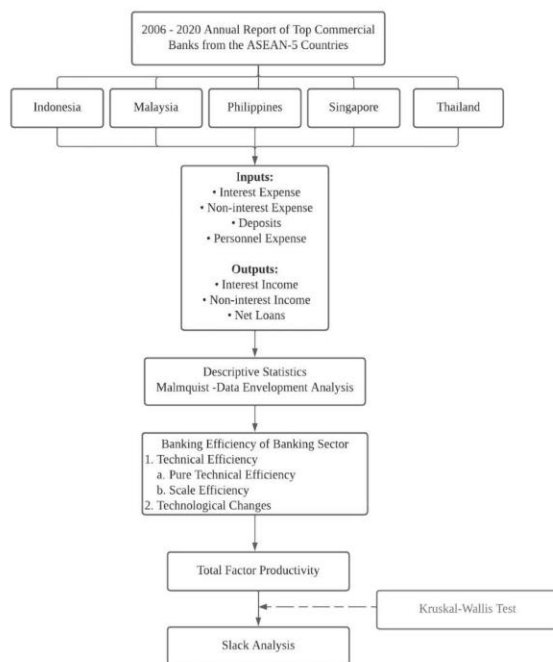 2006 - 2020 Annual Report of Top Commercial
Banks from the ASEAN-5 Countries
Indonesia
Malaysia
Philippines
Singapore
Thailand
Inputs:
• Interest Expense
• Non-interest Expense
• Deposits
• Personnel Expense
Outputs:
• Interest Income
• Non-interest Income
• Net Loans
Descriptive Statistics
Malmquist -Data Envelopment Analysis
Banking Efficiency of Banking Sector
1. Technical Efficiency
a. Pure Technical Efficiency
b. Scale Efficiency
2. Technological Changes
Total Factor Productivity
Kruskal-Wallis Test
Slack Analysis